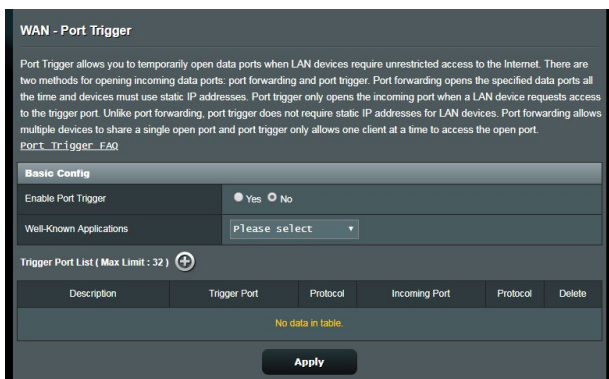 WAN - Port Trigger
Port Trigger allows you to temporarily open data ports when LAN devices require unrestricted access to the Internet. There are
two methods for opening incoming data ports: port forwarding and port trigger. Port forwarding opens the specified data ports all
the time and devices must use static IP addresses. Port trigger only opens the incoming port when a LAN device requests access
to the trigger port. Unlike port forwarding, port trigger does not require static IP addresses for LAN devices. Port forwarding allows
multiple devices to share a single open port and port trigger only allows one client at a time to access the open port.
Port Trigger FAQ
Basic Config
Enable Port Trigger Yes No
Well-Known Applications Please select
Trigger Port List ( Max Limit : 32 )
Description Trigger Port Protocol Incoming Port Protocol Delete
No data in table.
Apply